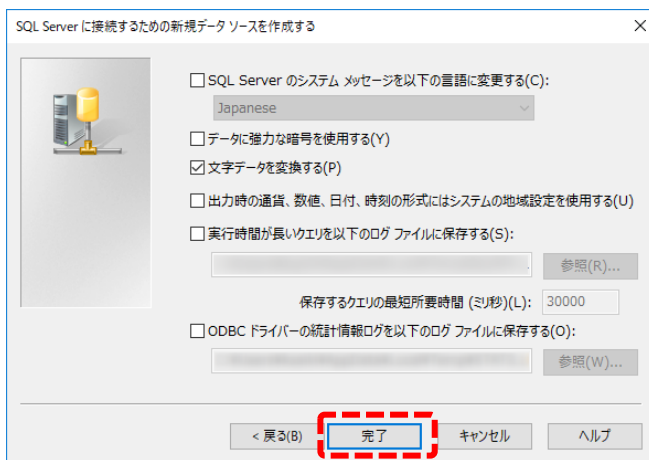 SQL Server に接続するための新規データ ソースを作成する
SQL Server のシステム メッセージを以下の言語に変更する(C):
Japanese
データに強力な暗号を使用する(Y)
文字データを変換する(P)
出力時の通貨、数値、日付、時刻の形式にはシステムの地域設定を使用する(U)
実行時間が長いクエリを以下のログ ファイルに保存する(S):
参照(R)...
保存するクエリの最短所要時間 (ミリ秒)(L): 30000
ODBC ドライバーの統計情報ログを以下のログ ファイルに保存する(O):
参照(W)...
< 戻る(B) 完了 キャンセル ヘルプ